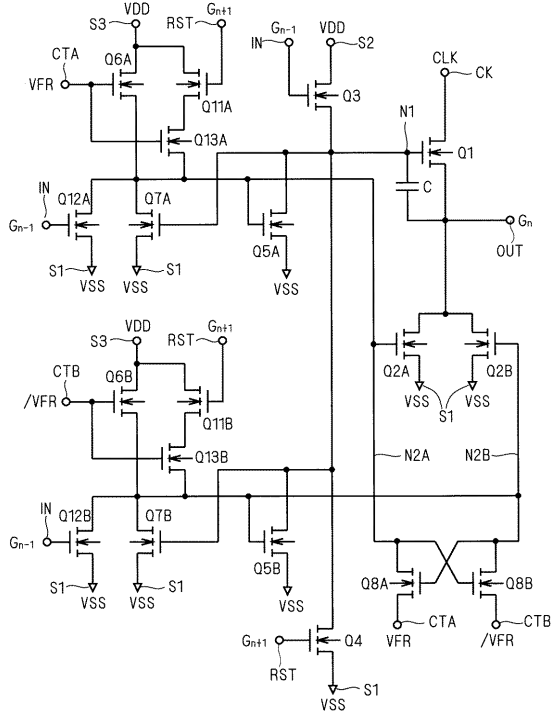 VDD
Gn+1
S3
RST
Gn-1
VDD
CTA
Q6A
IN
S2
CLK
VFR
CK
Q11A
Q3
N1
Q13A
Q1
IN
Q12A
Q7A
C
Gn-1
Gn
Q5A
OUT
S1
S1
VSS
VSS
VSS
VDD
Gn+1
S3
RST
CTB
Q6B
Q2A
Q2B
/VFR
S1
Q11B
VSS
VSS
Q13B
N2A
N2B
IN
Q12B
Q7B
Gn-1
Q5B
Q8A
Q8B
S1
S1
VSS
VSS
VSS
CTA
CTB
VFR
/VFR
Gn+1
Q4
RST
S1
VSS